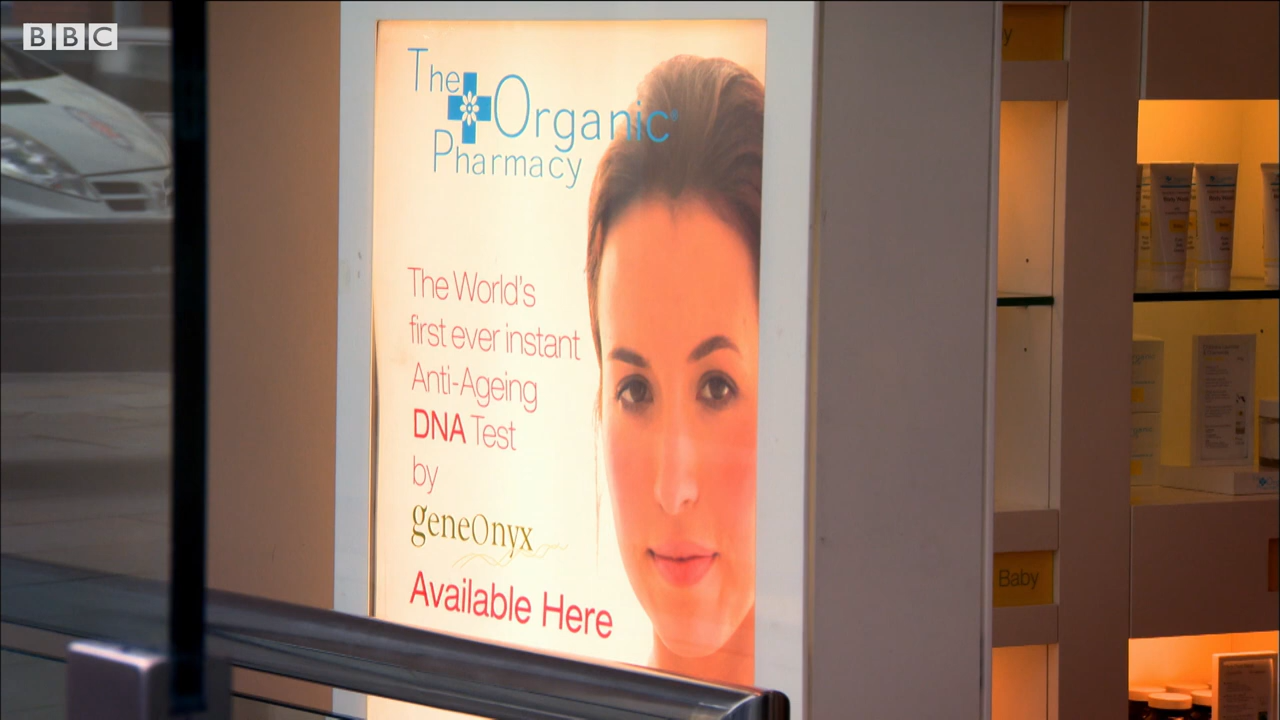 BBC
The Organic®
Pharmacy
The World's
first ever instant
Anti-Ageing
DNA Test
by
geneOnyx
Available Here
y
Baby